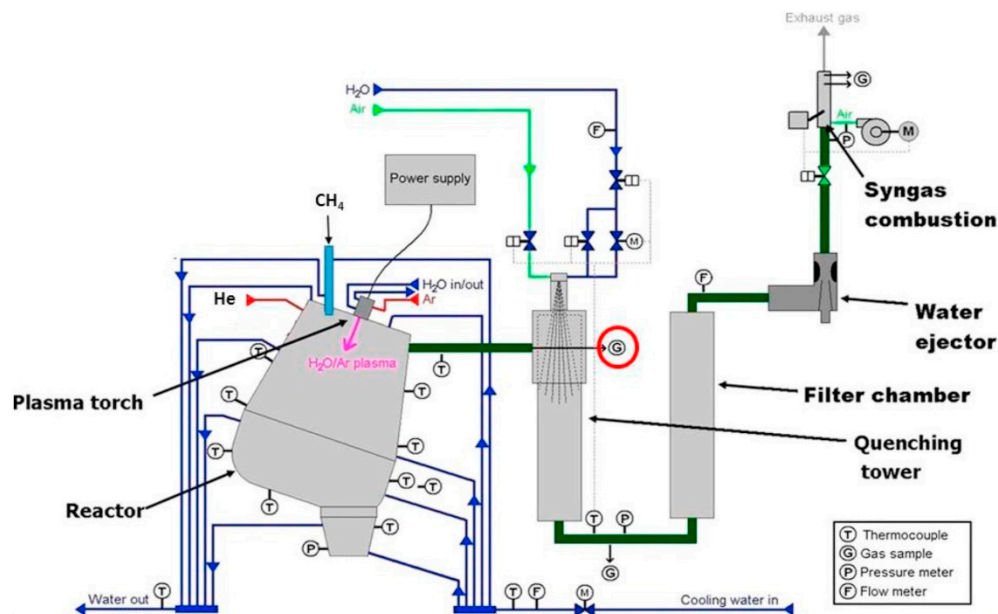 Exhaust gas
G
H₂O
Air
Air
F
P
M
Power supply
Syngas
combustion
CH₄
M
H₂O in/out
He
Ar
F
Water
ejector
H₂O/Ar plasma
G
T
T
Plasma torch
T
T
Filter chamber
T
T
Quenching
tower
T
T
Reactor
T
T
T
P
T
P
G
T Thermocouple
G Gas sample
P Pressure meter
F Flow meter
Water out
T
T
F
M
Cooling water in